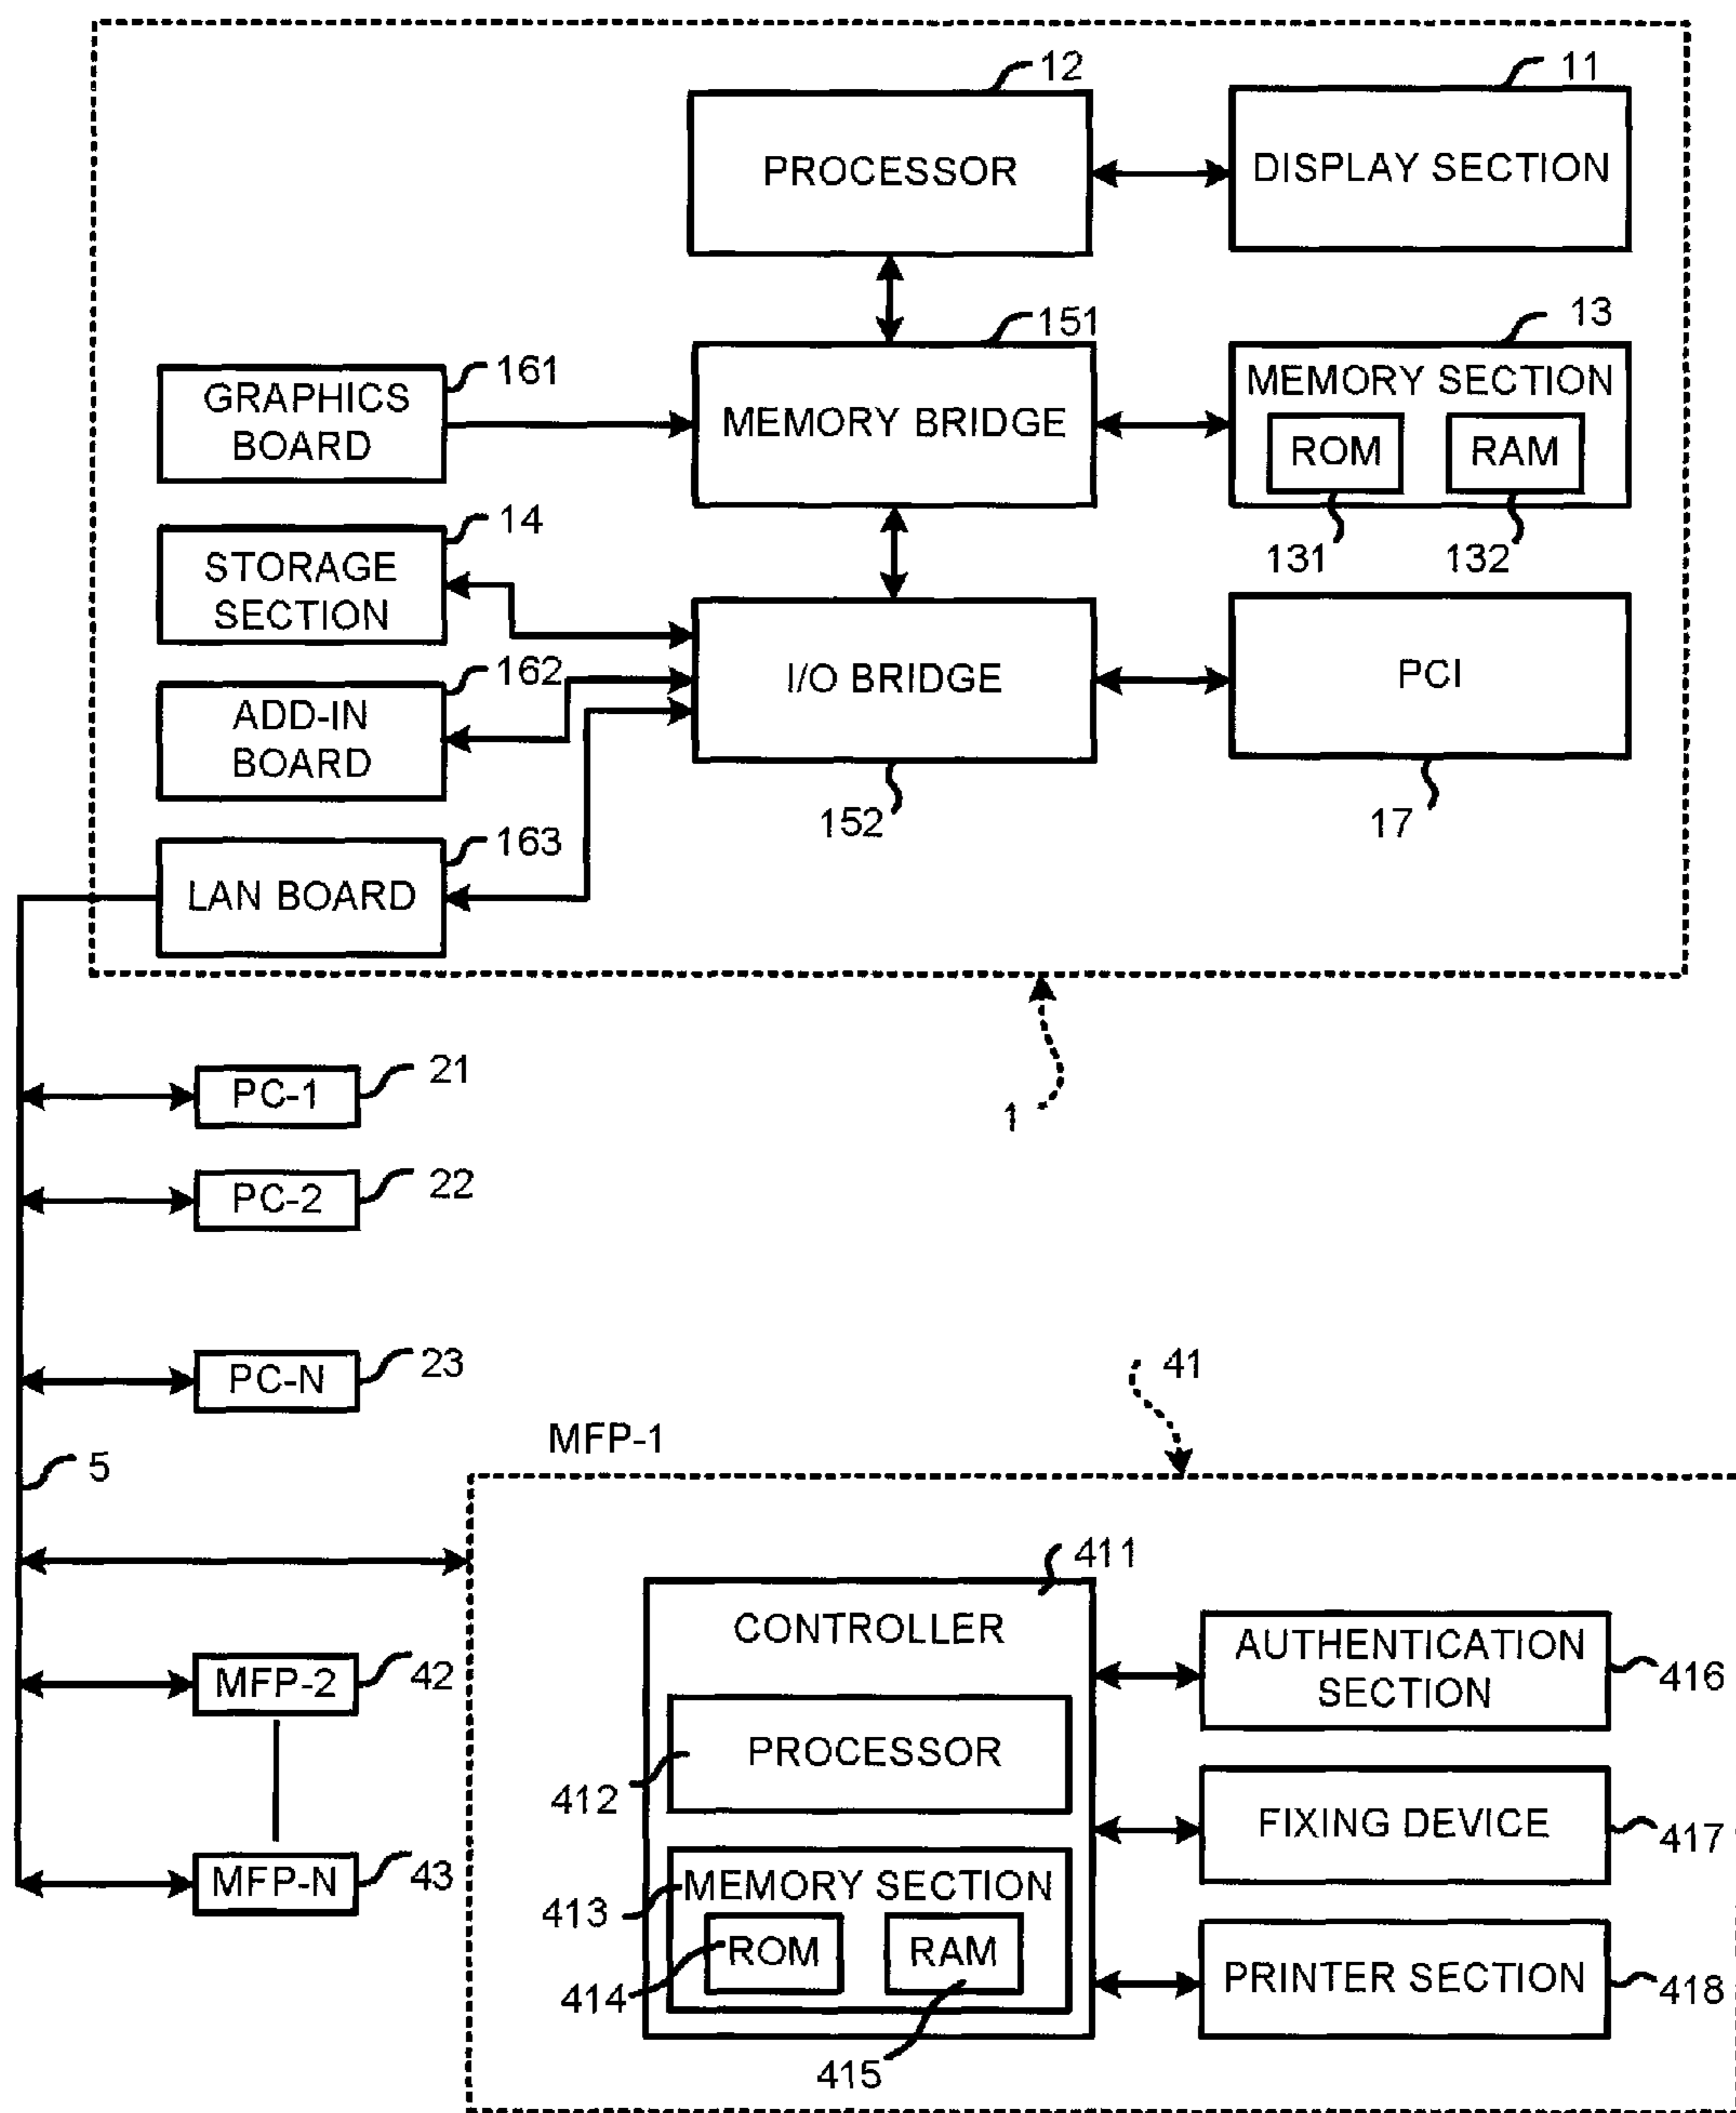 12
11
PROCESSOR
DISPLAY SECTION
151
13
161
GRAPHICS
BOARD
MEMORY BRIDGE
MEMORY SECTION
ROM
RAM
14
131
132
STORAGE
SECTION
162
I/O BRIDGE
PCI
ADD-IN
BOARD
152
17
163
LAN BOARD
1
21
PC-1
22
PC-2
23
PC-N
41
MFP-1
5
411
CONTROLLER
AUTHENTICATION
SECTION
416
42
MFP-2
PROCESSOR
412
FIXING DEVICE
417
43
MFP-N
MEMORY SECTION
413
ROM
RAM
414
415
PRINTER SECTION
418